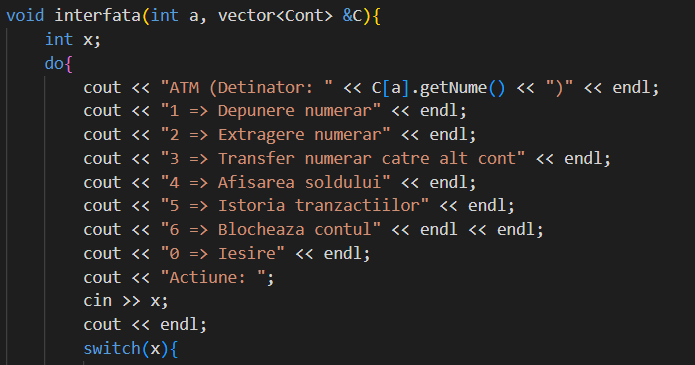 void interfata(int a, vector<Cont> &C){
    int x;
    do{
        cout << "ATM (Detinator: " << C[a].getNume() << ")" << endl;
        cout << "1 => Depunere numerar" << endl;
        cout << "2 => Extragere numerar" << endl;
        cout << "3 => Transfer numerar catre alt cont" << endl;
        cout << "4 => Afisarea soldului" << endl;
        cout << "5 => Istoria tranzactiilor" << endl;
        cout << "6 => Blocheaza contul" << endl << endl;
        cout << "0 => Iesire" << endl;
        cout << "Actiune: ";
        cin >> x;
        cout << endl;
        switch(x){